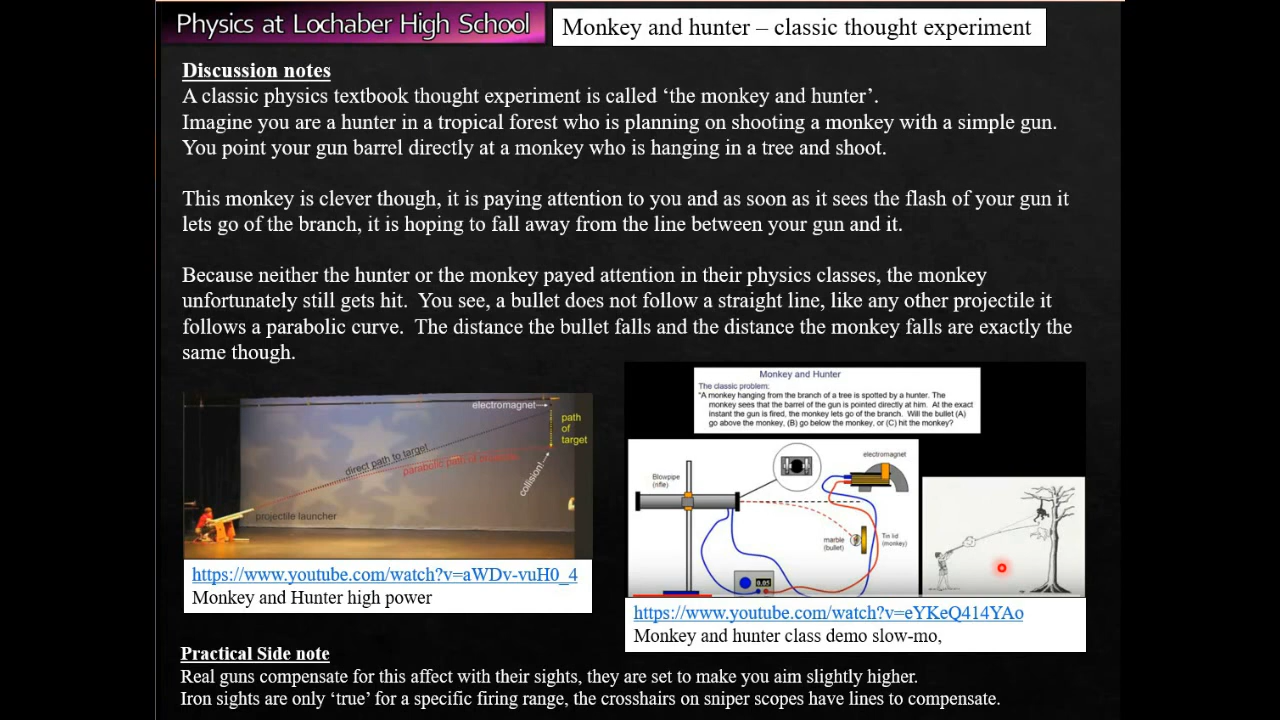 Physics at Lochaber High School
Monkey and hunter – classic thought experiment
Discussion notes
A classic physics textbook thought experiment is called ‘the monkey and hunter’.
Imagine you are a hunter in a tropical forest who is planning on shooting a monkey with a simple gun.
You point your gun barrel directly at a monkey who is hanging in a tree and shoot.
This monkey is clever though, it is paying attention to you and as soon as it sees the flash of your gun it
lets go of the branch, it is hoping to fall away from the line between your gun and it.
Because neither the hunter or the monkey payed attention in their physics classes, the monkey
unfortunately still gets hit.  You see, a bullet does not follow a straight line, like any other projectile it
follows a parabolic curve.  The distance the bullet falls and the distance the monkey falls are exactly the
same though.
electromagnet
path
of
target
direct path to target
parabolic path of
collision!
projectile launcher
https://www.youtube.com/watch?v=aWDv-vuH0_4
Monkey and Hunter high power
Monkey and Hunter
The classic problem:
“A monkey hanging from the branch of a tree is spotted by a hunter. The
monkey sees that the barrel of the gun is pointed directly at him. At the exact
instant the gun is fired, the monkey lets go of the branch. Will the bullet (A)
go above the monkey, (B) go below the monkey, or (C) hit the monkey?
Blowpipe
(rifle)
electromagnet
marble
(bullet)
Tin lid
(monkey)
0.05
https://www.youtube.com/watch?v=eYKeQ414YAo
Monkey and hunter class demo slow-mo,
Practical Side note
Real guns compensate for this affect with their sights, they are set to make you aim slightly higher.
Iron sights are only ‘true’ for a specific firing range, the crosshairs on sniper scopes have lines to compensate.